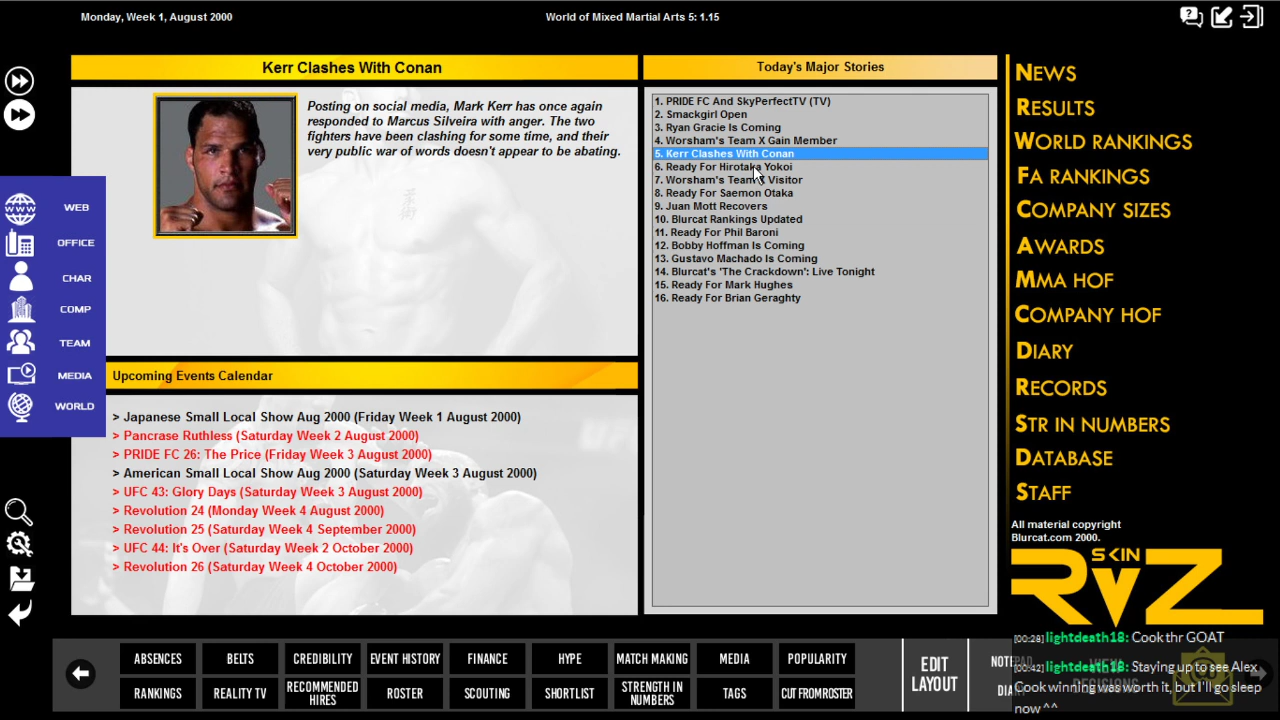 Monday, Week 1, August 2000
World of Mixed Martial Arts 5: 1.15
Kerr Clashes With Conan
Posting on social media, Mark Kerr has once again
responded to Marcus Silveira with anger. The two
fighters have been clashing for some time, and their
very public war of words doesn't appear to be abating.
Today's Major Stories
1. PRIDE FC And SkyPerfectTV (TV)
2. Smackgirl Open
3. Ryan Gracie Is Coming
4. Worsham's Team X Gain Member
5. Kerr Clashes With Conan
6. Ready For Hirotaka Yokoi
7. Worsham's Team X Visitor
8. Ready For Saemon Otaka
9. Juan Mott Recovers
10. Blurcat Rankings Updated
11. Ready For Phil Baroni
12. Bobby Hoffman Is Coming
13. Gustavo Machado Is Coming
14. Blurcat's 'The Crackdown': Live Tonight
15. Ready For Mark Hughes
16. Ready For Brian Geraghty
WWW
WEB
OFFICE
CHAR
COMP
TEAM
MEDIA
WORLD
Upcoming Events Calendar
> Japanese Small Local Show Aug 2000 (Friday Week 1 August 2000)
> Pancrase Ruthless (Saturday Week 2 August 2000)
> PRIDE FC 26: The Price (Friday Week 3 August 2000)
> American Small Local Show Aug 2000 (Saturday Week 3 August 2000)
> UFC 43: Glory Days (Saturday Week 3 August 2000)
> Revolution 24 (Monday Week 4 August 2000)
> Revolution 25 (Saturday Week 4 September 2000)
> UFC 44: It's Over (Saturday Week 2 October 2000)
> Revolution 26 (Saturday Week 4 October 2000)
NEWS
RESULTS
WORLD RANKINGS
FA RANKINGS
COMPANY SIZES
AWARDS
MMA HOF
COMPANY HOF
DIARY
RECORDS
STR IN NUMBERS
DATABASE
STAFF
All material copyright
Blurcat.com 2000.
SKIN
RVZ
ABSENCES
BELTS
CREDIBILITY
EVENT HISTORY
FINANCE
HYPE
MATCH MAKING
MEDIA
POPULARITY
RANKINGS
REALITY TV
RECOMMENDED
HIRES
ROSTER
SCOUTING
SHORTLIST
STRENGTH IN
NUMBERS
TAGS
CUT FROM ROSTER
EDIT
LAYOUT
[00:28] lightdeath18: Cook thr GOAT
[00:42] lightdeath18: Staying up to see Alex
Cook winning was worth it, but I'll go sleep
now ^^